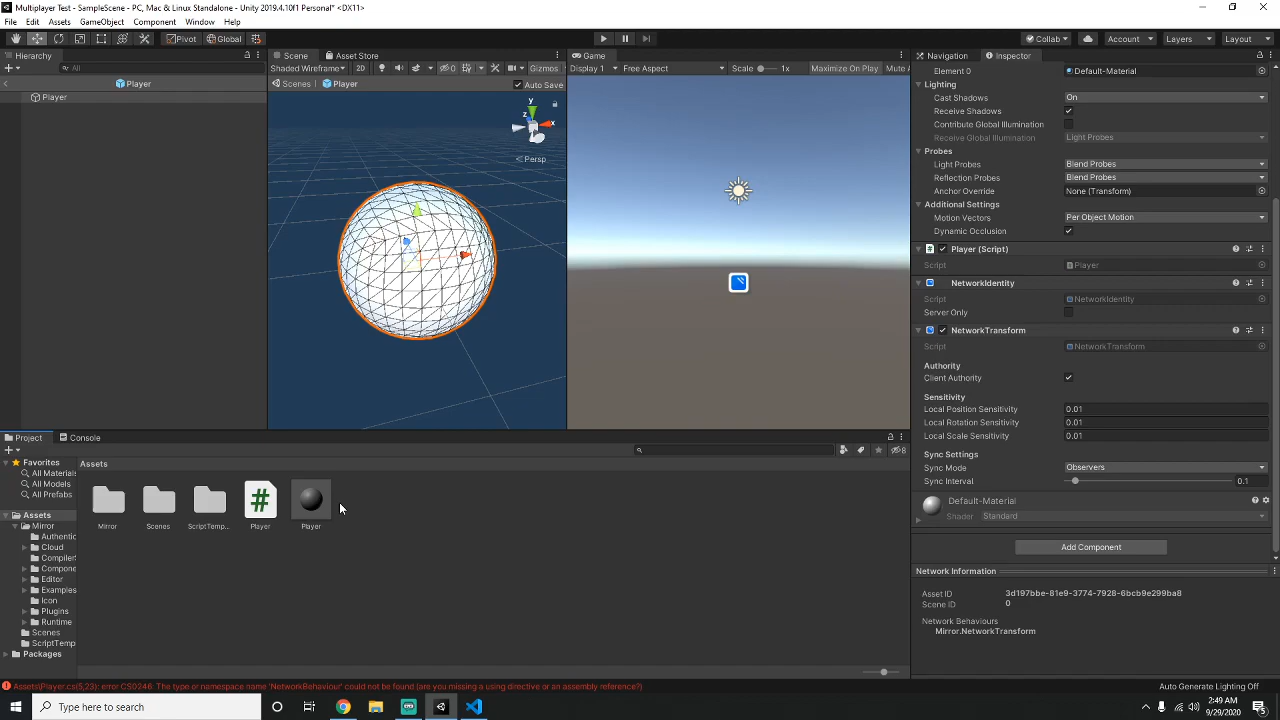 Multiplayer Test - SampleScene - PC, Mac & Linux Standalone - Unity 2019.4.10f1 Personal* <DX11>
File Edit Assets GameObject Component Mirror Window Help
Pivot Global Collab Account Layers Layout
Hierarchy
All
Player
Player
Scene Asset Store
Shaded Wireframe 2D 0 Gizmos
Scenes Player Auto Save
y
z x
Persp
Game
Display 1 Free Aspect Scale 1x Maximize On Play Mute A
Navigation Inspector
Element 0 Default-Material
Lighting
Cast Shadows On
Receive Shadows
Contribute Global Illumination
Receive Global Illumination Light Probes
Probes
Light Probes Blend Probes
Reflection Probes Blend Probes
Anchor Override None (Transform)
Additional Settings
Motion Vectors Per Object Motion
Dynamic Occlusion
# Player (Script)
Script Player
NetworkIdentity
Script NetworkIdentity
Server Only
NetworkTransform
Script NetworkTransform
Authority
Client Authority
Sensitivity
Local Position Sensitivity 0.01
Local Rotation Sensitivity 0.01
Local Scale Sensitivity 0.01
Sync Settings
Sync Mode Observers
Sync Interval 0.1
Default-Material
Shader Standard
Add Component
Network Information
Asset ID 3d197bbe-81e9-3774-7928-6bcb9e299ba8
Scene ID 0
Network Behaviours
Mirror.NetworkTransform
Project Console
8
Favorites
All Materials
All Models
All Prefabs
Assets
Mirror
Authentic
Cloud
Compiler
Compone
Editor
Examples
Icon
Plugins
Runtime
Scenes
ScriptTemp
Packages
Assets
#
Mirror Scenes ScriptTemp... Player Player
Assets\Player.cs(5,23): error CS0246: The type or namespace name 'NetworkBehaviour' could not be found (are you missing a using directive or an assembly reference?)
Auto Generate Lighting Off
Type here to search
2:49 AM
9/29/2020